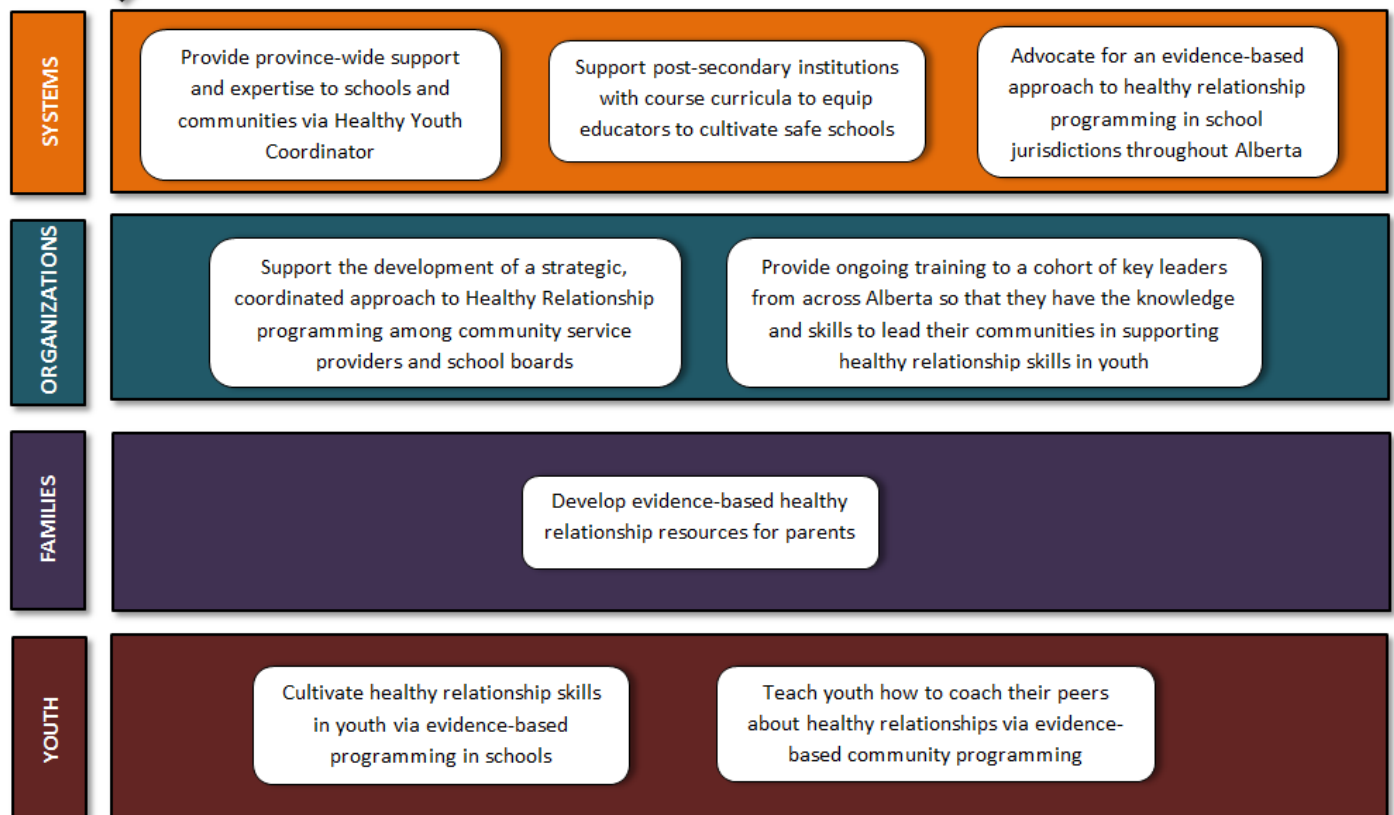 SYSTEMS
Provide province-wide support
and expertise to schools and
communities via Healthy Youth
Coordinator
Support post-secondary institutions
with course curricula to equip
educators to cultivate safe schools
Advocate for an evidence-based
approach to healthy relationship
programming in school
jurisdictions throughout Alberta
ORGANIZATIONS
Support the development of a strategic,
coordinated approach to Healthy Relationship
programming among community service
providers and school boards
Provide ongoing training to a cohort of key leaders
from across Alberta so that they have the knowledge
and skills to lead their communities in supporting
healthy relationship skills in youth
FAMILIES
Develop evidence-based healthy
relationship resources for parents
YOUTH
Cultivate healthy relationship skills
in youth via evidence-based
programming in schools
Teach youth how to coach their peers
about healthy relationships via evidence-
based community programming